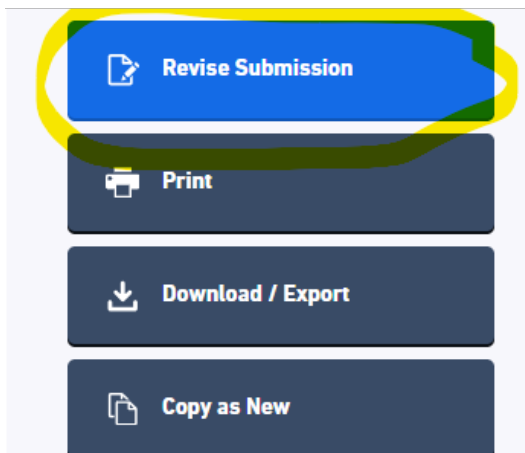 Revise Submission
Print
Download / Export
Copy as New